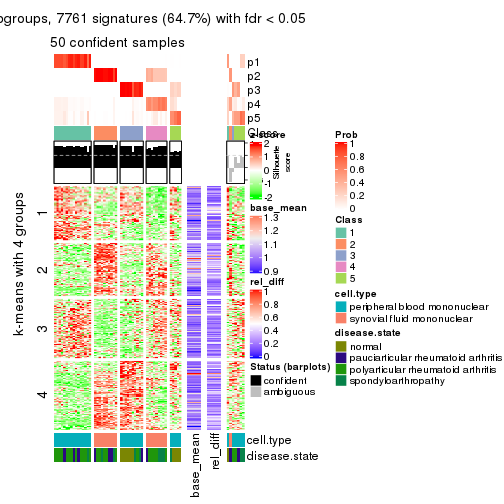 ogroups, 7761 signatures (64.7%) with fdr < 0.05
50 confident samples
p1
p2
p3
p4
p5
Class
z-score
2
1
0
-1
-2
Silhouette
score
base_mean
1.3
1.2
1.1
1
0.9
rel_diff
1
0.8
0.6
0.4
0.2
0
Status (barplots)
confident
ambiguous
Prob
1
0.8
0.6
0.4
0.2
0
Class
1
2
3
4
5
cell.type
peripheral blood mononuclear
synovial fluid mononuclear
disease.state
normal
pauciarticular rheumatoid arthritis
polyarticular rheumatoid arthritis
spondyloarthropathy
k-means with 4 groups
1
2
3
4
cell.type
disease.state
base_mean
rel_diff